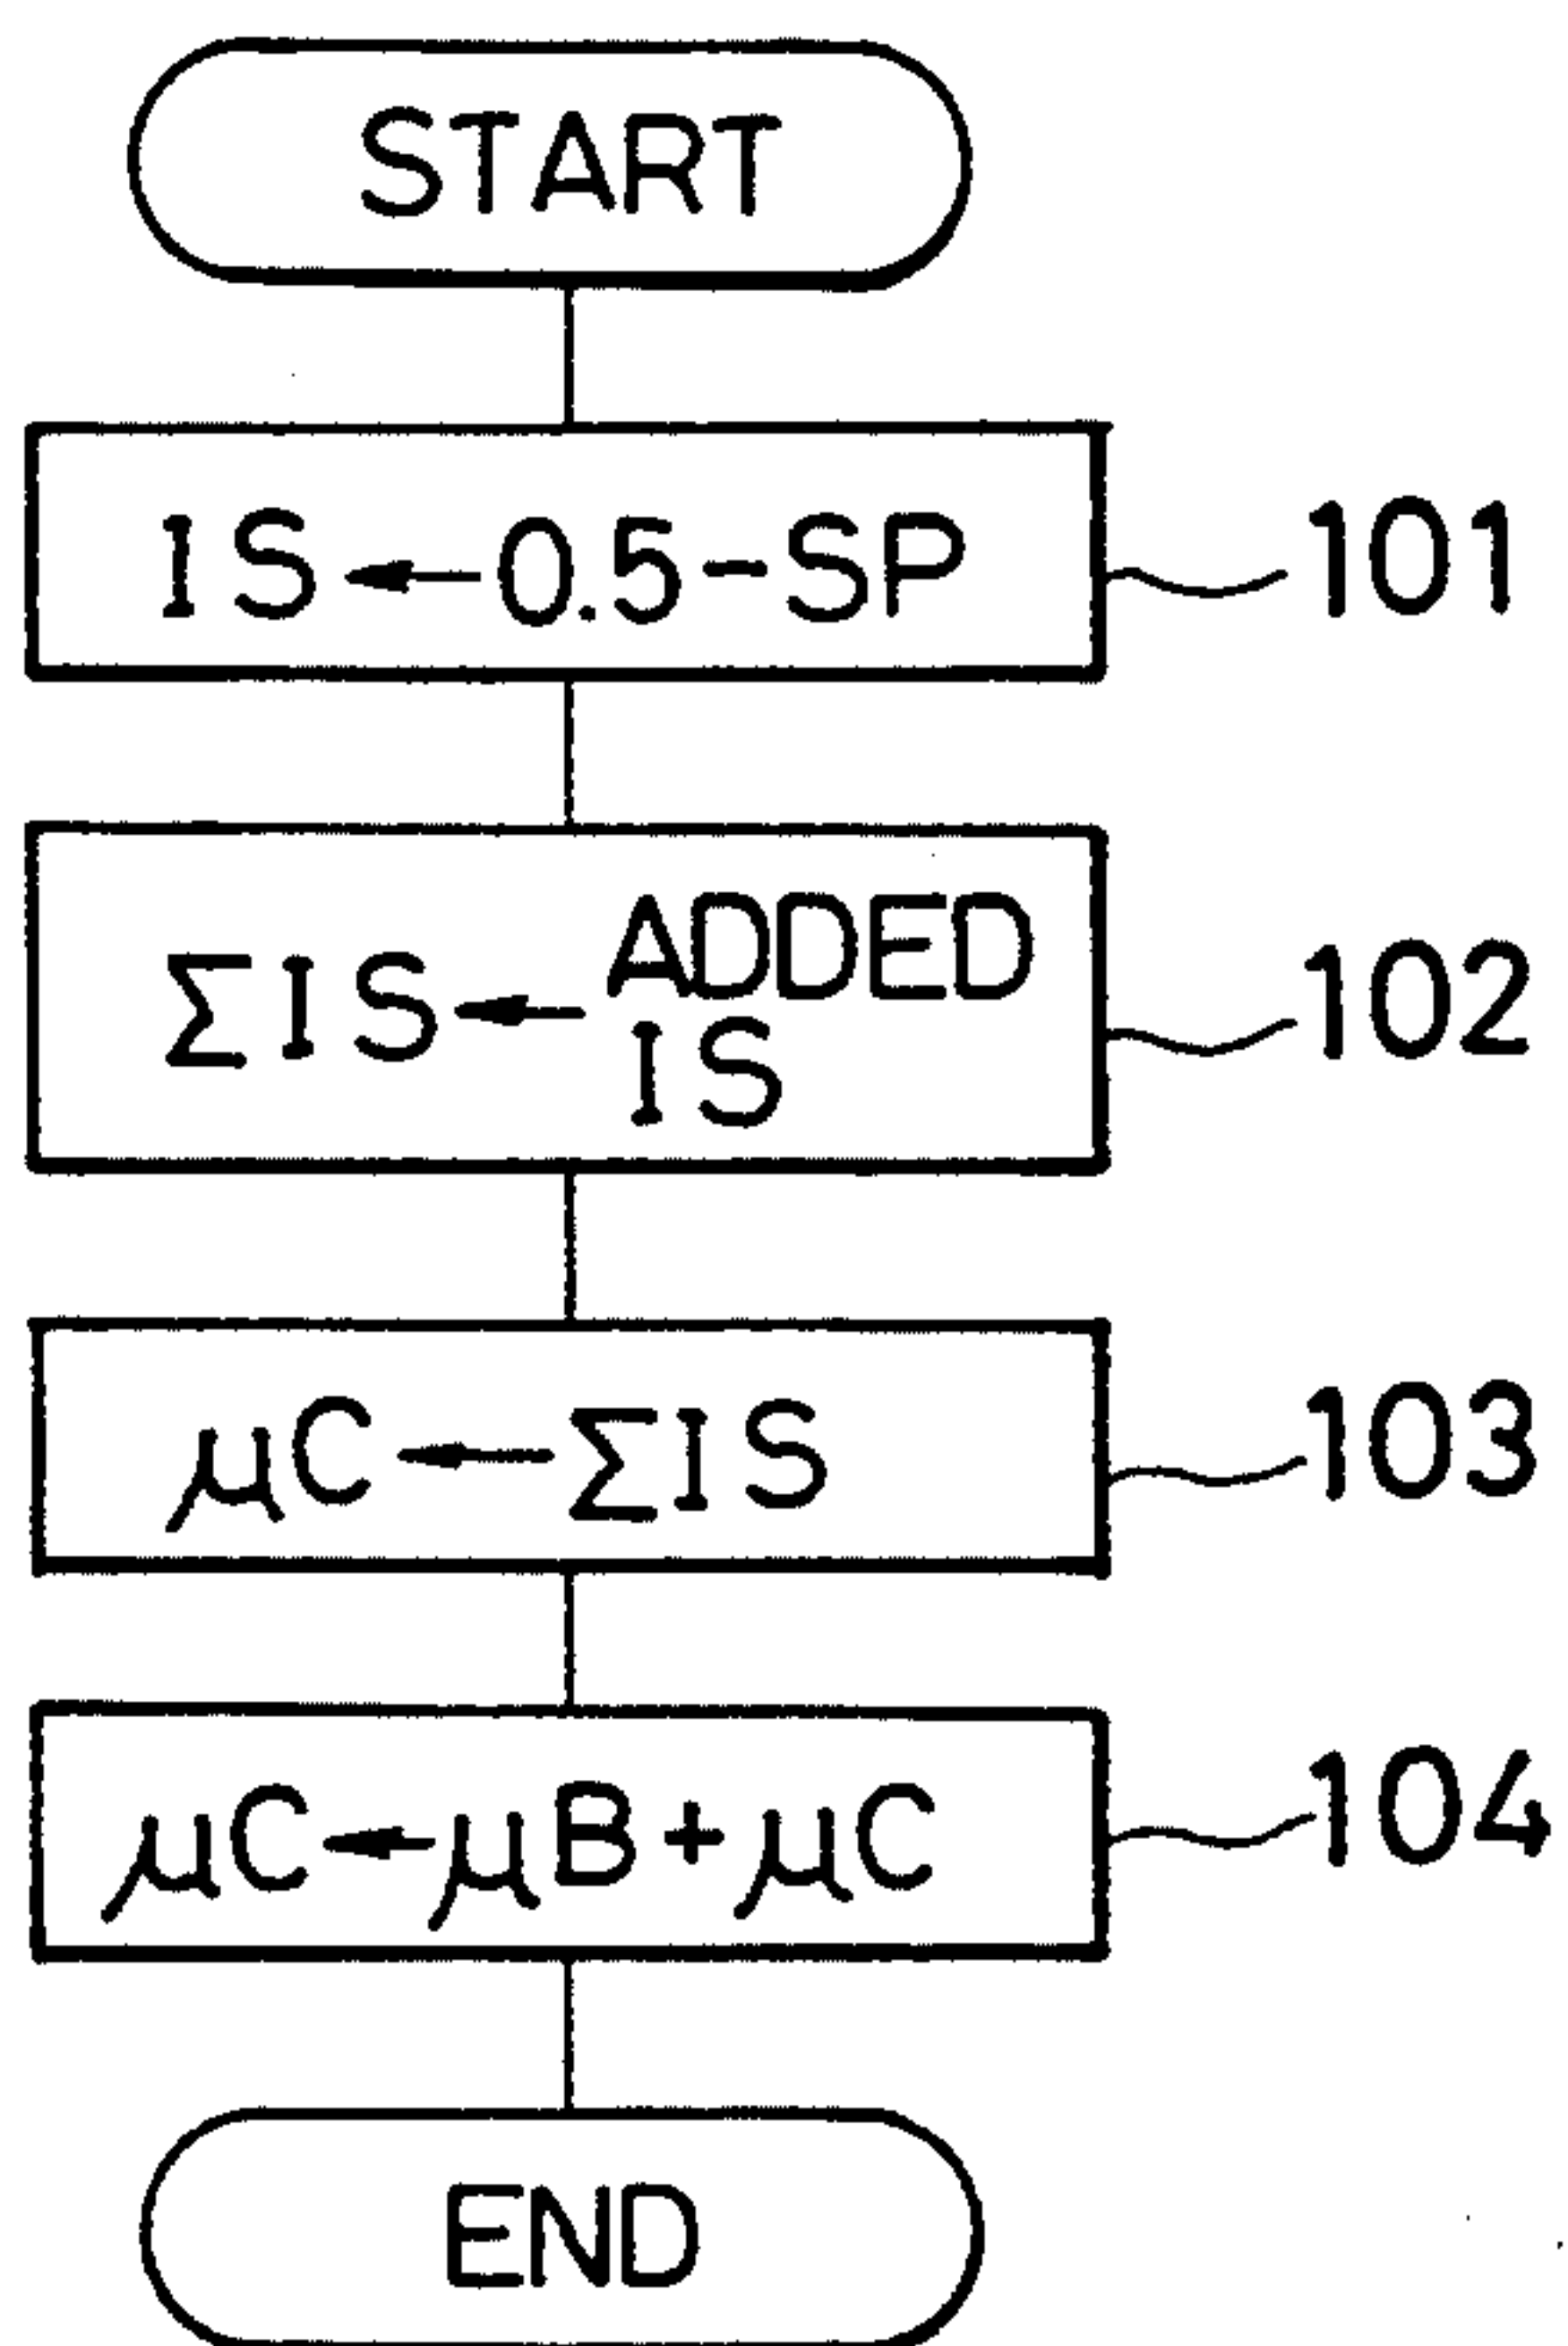 START
IS←0.5-SP
101
ΣIS← ADDED
IS
102
μC←ΣIS
103
μC←μB+μC
104
END